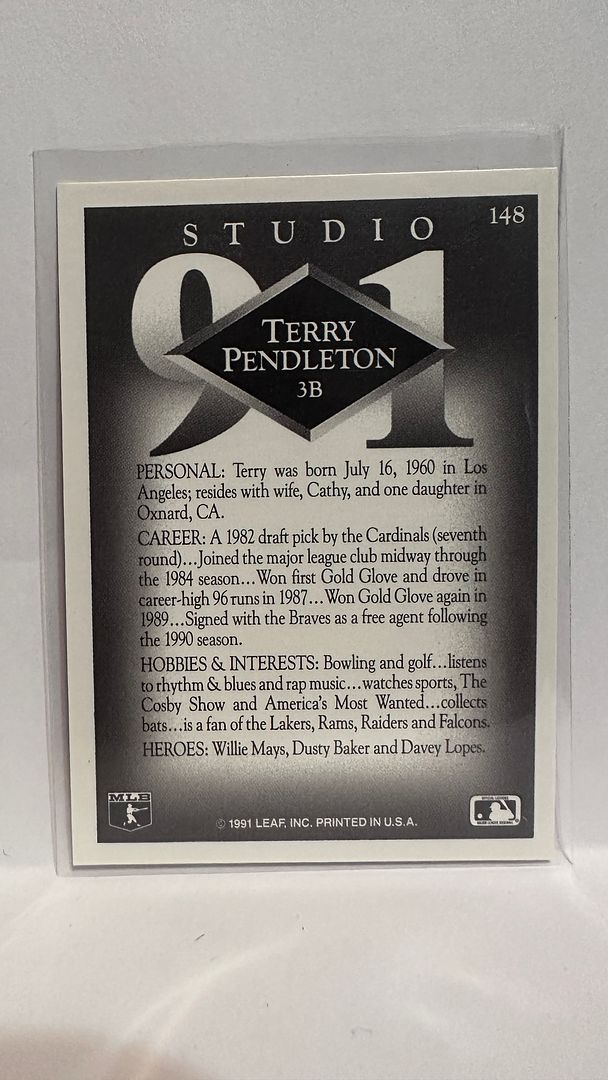 148
STUDIO
91
TERRY
PENDLETON
3B
PERSONAL: Terry was born July 16, 1960 in Los
Angeles; resides with wife, Cathy, and one daughter in
Oxnard, CA.
CAREER: A 1982 draft pick by the Cardinals (seventh
round)...Joined the major league club midway through
the 1984 season...Won first Gold Glove and drove in
career-high 96 runs in 1987...Won Gold Glove again in
1989...Signed with the Braves as a free agent following
the 1990 season.
HOBBIES & INTERESTS: Bowling and golf...listens
to rhythm & blues and rap music...watches sports, The
Cosby Show and America's Most Wanted...collects
bats...is a fan of the Lakers, Rams, Raiders and Falcons.
HEROES: Willie Mays, Dusty Baker and Davey Lopes.
MLB
© 1991 LEAF, INC. PRINTED IN U.S.A.